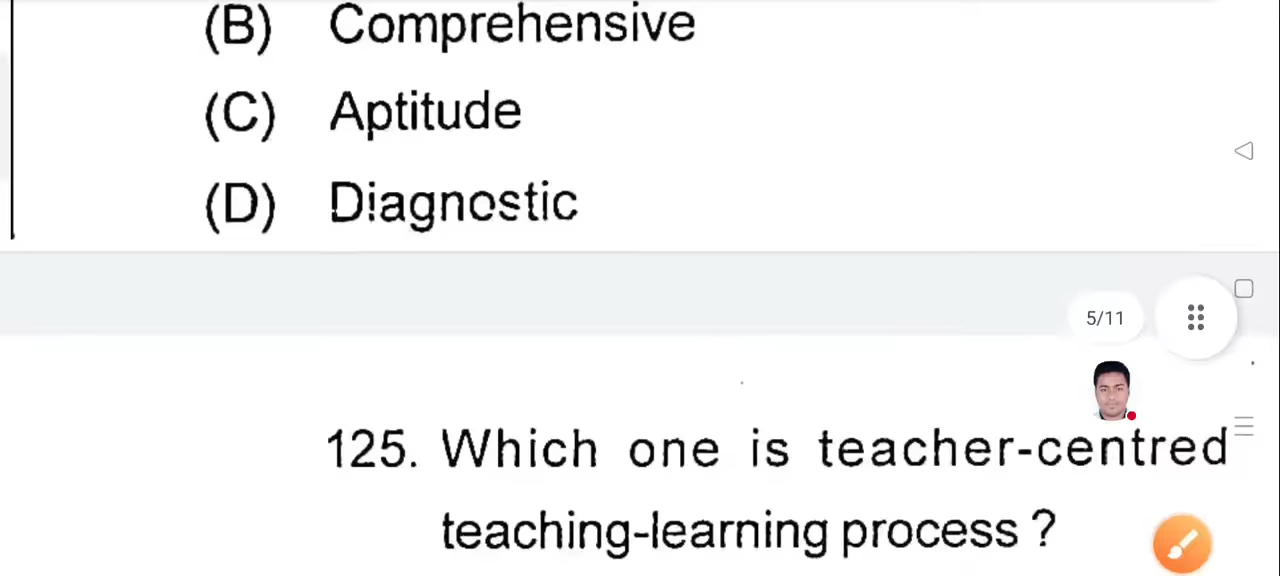 (B) Comprehensive
(C) Aptitude
(D) Diagnostic
5/11
125. Which one is teacher-centred
teaching-learning process ?